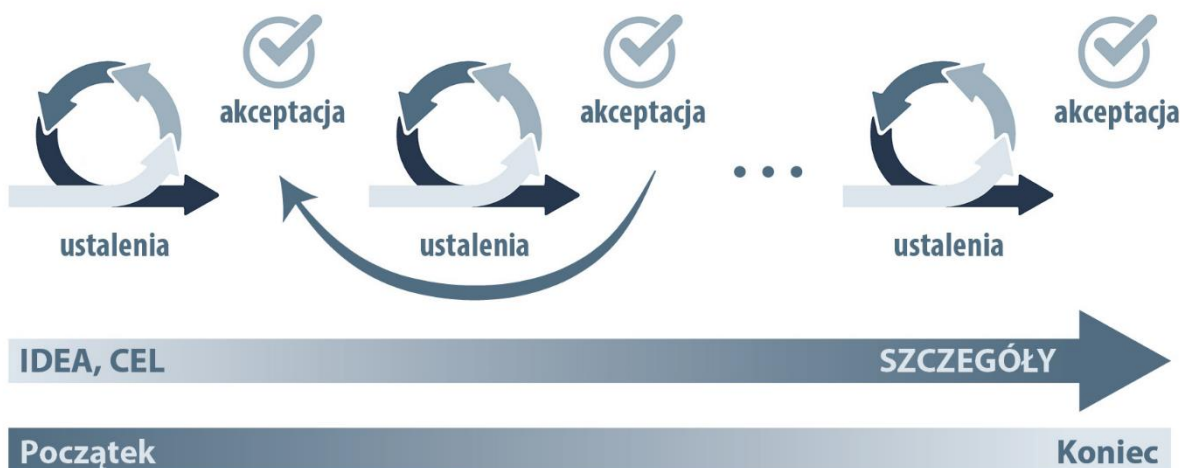 akceptacja
akceptacja
akceptacja
ustalenia
ustalenia
ustalenia
IDEA, CEL
SZCZEGÓŁY
Początek
Koniec